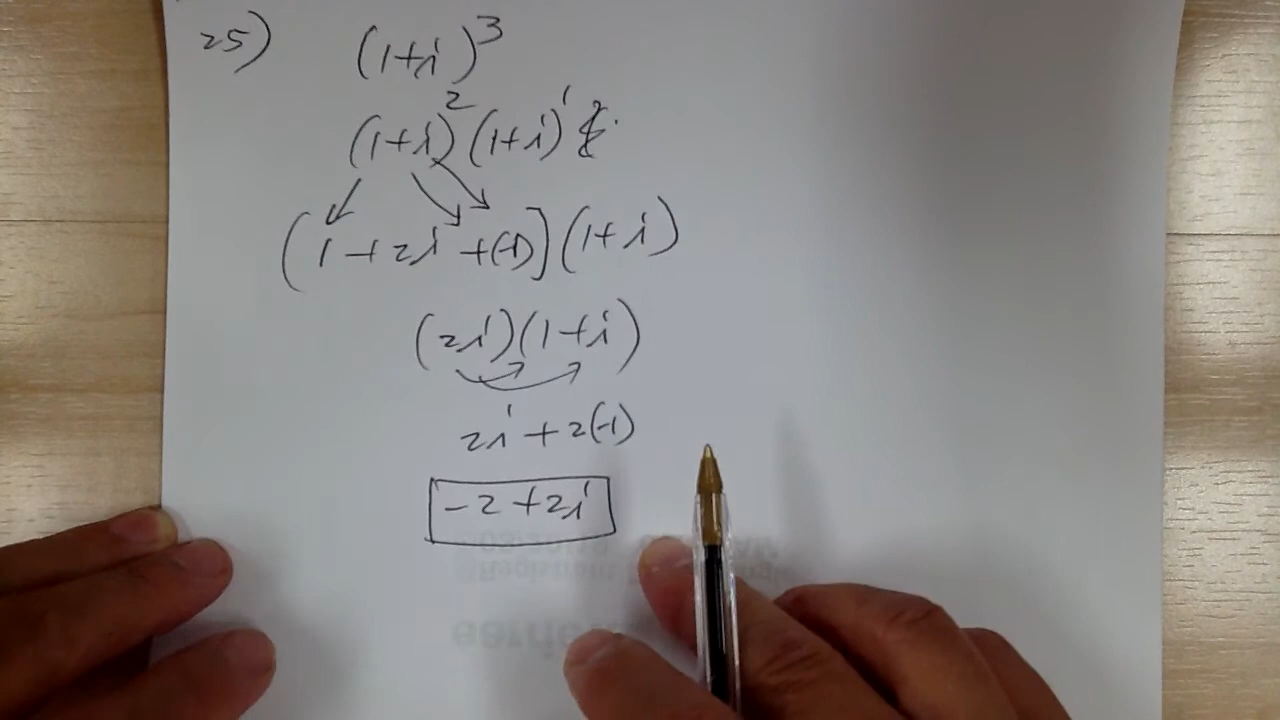 25) (1+i)^3
(1+i)^2 (1+i)^1
(1 + 2i + (-1)] (1+i)
(2i)(1+i)
2i + 2(-1)
-2 + 2i